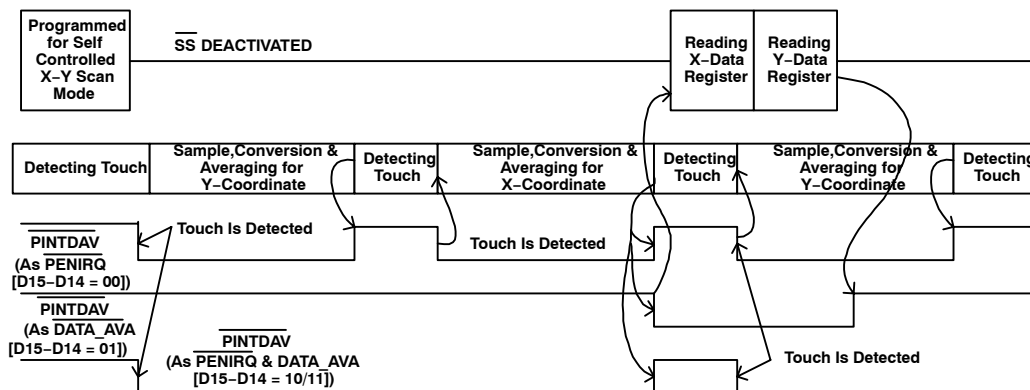 Programmed
for Self
Controlled
X−Y Scan
Mode
SS DEACTIVATED
Reading
X−Data
Register
Reading
Y−Data
Register
Detecting Touch
Sample,Conversion &
Averaging for
Y−Coordinate
Detecting
Touch
Sample,Conversion &
Averaging for
X−Coordinate
Detecting
Touch
Sample,Conversion &
Averaging for
Y−Coordinate
Detecting
Touch
PINTDAV
(As PENIRQ
[D15−D14 = 00])
Touch Is Detected
Touch Is Detected
PINTDAV
(As DATA_AVA
[D15−D14 = 01])
PINTDAV
(As PENIRQ & DATA_AVA
[D15−D14 = 10/11])
Touch Is Detected